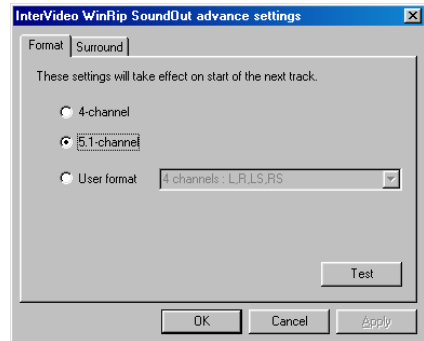 InterVideo WinRip SoundOut advance settings
Format Surround
These settings will take effect on start of the next track.
4-channel
5.1-channel
User format 4 channels : L,R,LS,RS
Test
OK Cancel Apply